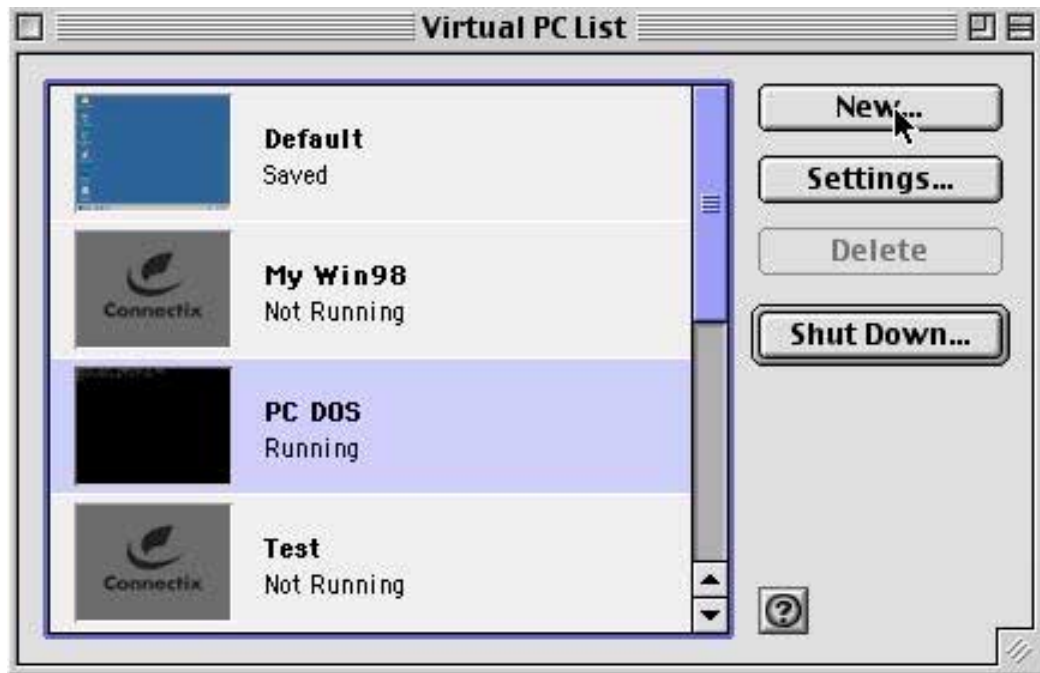 Virtual PC List
Default
Saved
Connectix
My Win98
Not Running
PC DOS
Running
Connectix
Test
Not Running
New...
Settings...
Delete
Shut Down...
?